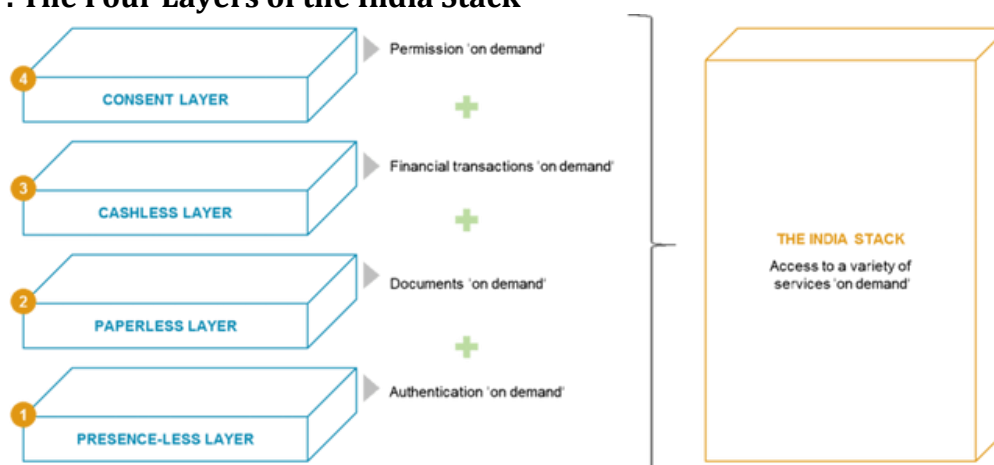 : The Four Layers of the India Stack
4
CONSENT LAYER
Permission 'on demand'
3
CASHLESS LAYER
Financial transactions 'on demand'
2
PAPERLESS LAYER
Documents 'on demand'
1
PRESENCE-LESS LAYER
Authentication 'on demand'
THE INDIA STACK
Access to a variety of
services 'on demand'